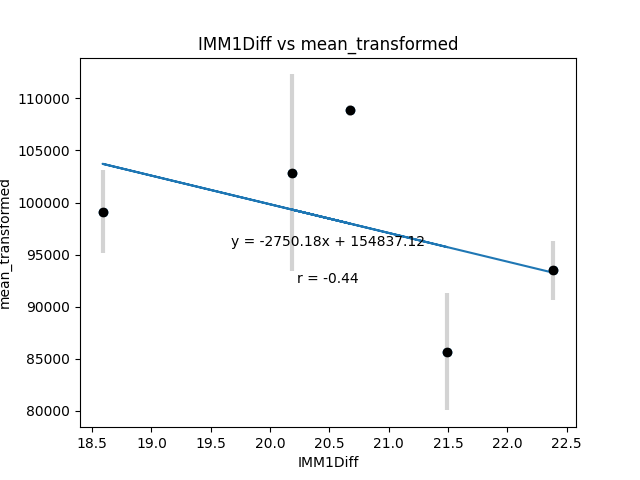 IMM1Diff vs mean_transformed
110000
105000
100000
95000
90000
85000
80000
mean_transformed
y = -2750.18x + 154837.12
r = -0.44
18.5 19.0 19.5 20.0 20.5 21.0 21.5 22.0 22.5
IMM1Diff